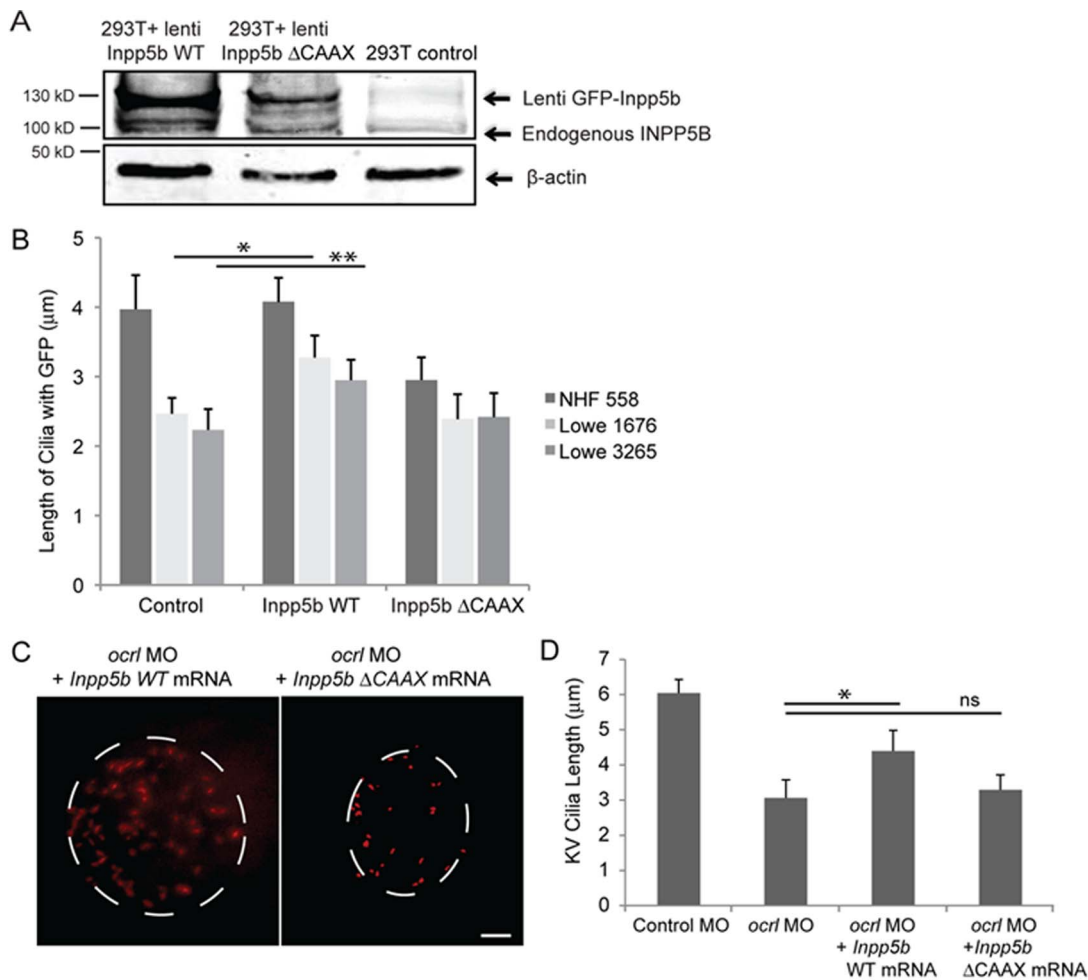 A
293T+ lenti
Inpp5b WT
293T+ lenti
Inpp5b ΔCAAX
293T control
130 kD
100 kD
50 kD
Lenti GFP-Inpp5b
Endogenous INPP5B
β-actin
B
Length of Cilia with GFP (μm)
5
4
3
2
1
0
*
**
Control
Inpp5b WT
Inpp5b ΔCAAX
NHF 558
Lowe 1676
Lowe 3265
C
ocrl MO
+ Inpp5b WT mRNA
ocrl MO
+ Inpp5b ΔCAAX mRNA
D
KV Cilia Length (μm)
7
6
5
4
3
2
1
0
*
ns
Control MO
ocrl MO
ocrl MO
+ Inpp5b
WT mRNA
ocrl MO
+Inpp5b
ΔCAAX mRNA